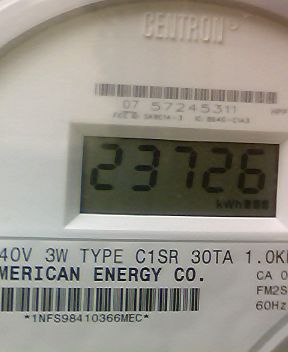 CENTRON
07 57245311
23726
kWh
40V 3W TYPE C1SR 30TA 1.0K
MERICAN ENERGY CO.
CA 0
FM2S
60Hz
*1NFS98410366MEC*